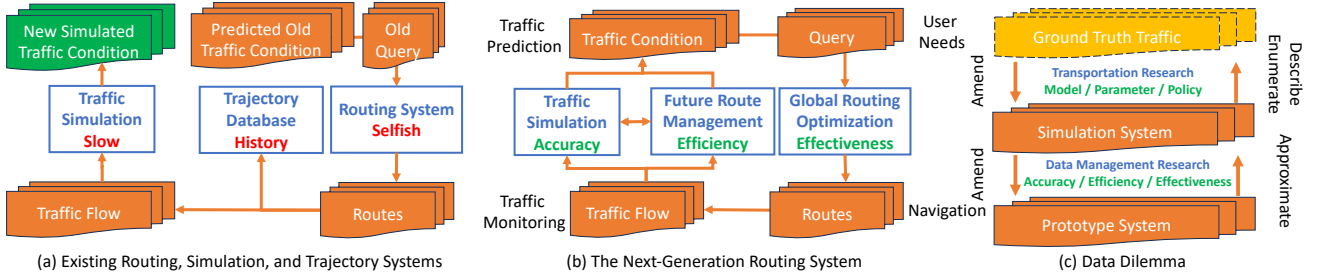 New Simulated
Traffic Condition
Predicted Old
Traffic Condition
Old
Query
Traffic
Simulation
Slow
Trajectory
Database
History
Routing System
Selfish
Traffic Flow
Routes
(a) Existing Routing, Simulation, and Trajectory Systems
Traffic
Prediction
Traffic Condition
Query
User
Needs
Traffic
Simulation
Accuracy
Future Route
Management
Efficiency
Global Routing
Optimization
Effectiveness
Traffic
Monitoring
Traffic Flow
Routes
Navigation
(b) The Next-Generation Routing System
Ground Truth Traffic
Amend
Transportation Research
Model / Parameter / Policy
Describe
Enumerate
Simulation System
Amend
Data Management Research
Accuracy / Efficiency / Effectiveness
Approximate
Prototype System
(c) Data Dilemma